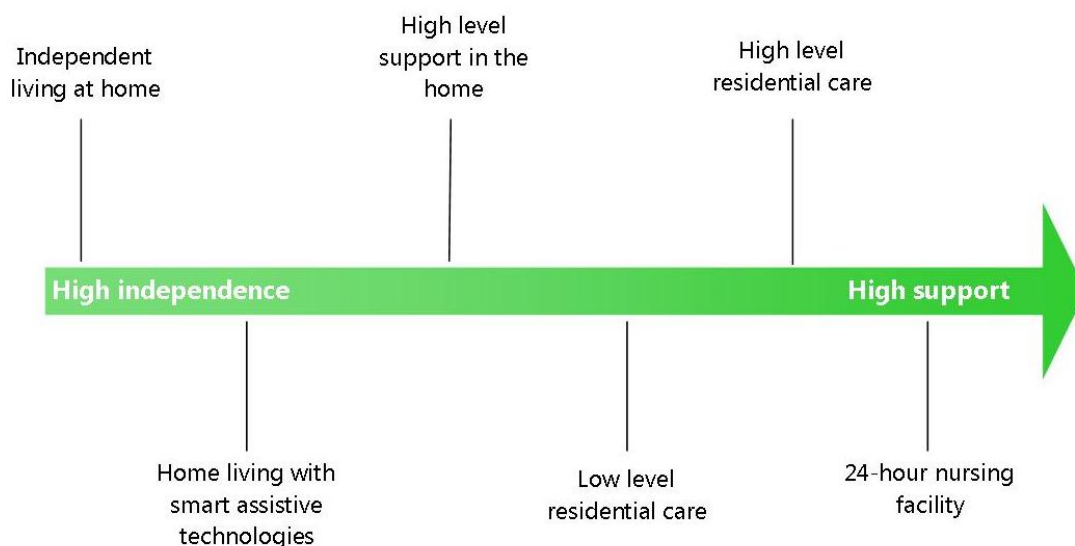 Independent
living at home
High level
support in the
home
High level
residential care
High independence
High support
Home living with
smart assistive
technologies
Low level
residential care
24-hour nursing
facility